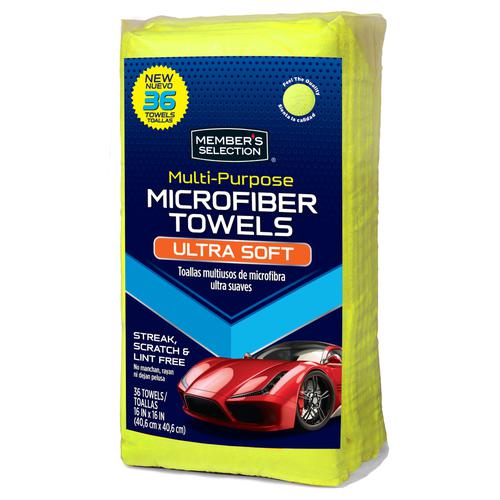 NEW
NUEVO
36
TOWELS
TOALLAS
Feel The Quality
Sienta la calidad
MEMBER'S
SELECTION
®
Multi-Purpose
MICROFIBER
TOWELS
ULTRA SOFT
Toallas multiusos de microfibra
ultra suaves
STREAK,
SCRATCH &
LINT FREE
No manchan, rayan
ni dejan pelusa
36 TOWELS/
TOALLAS
16 IN x 16 IN
(40,6 cm x 40,6 cm)